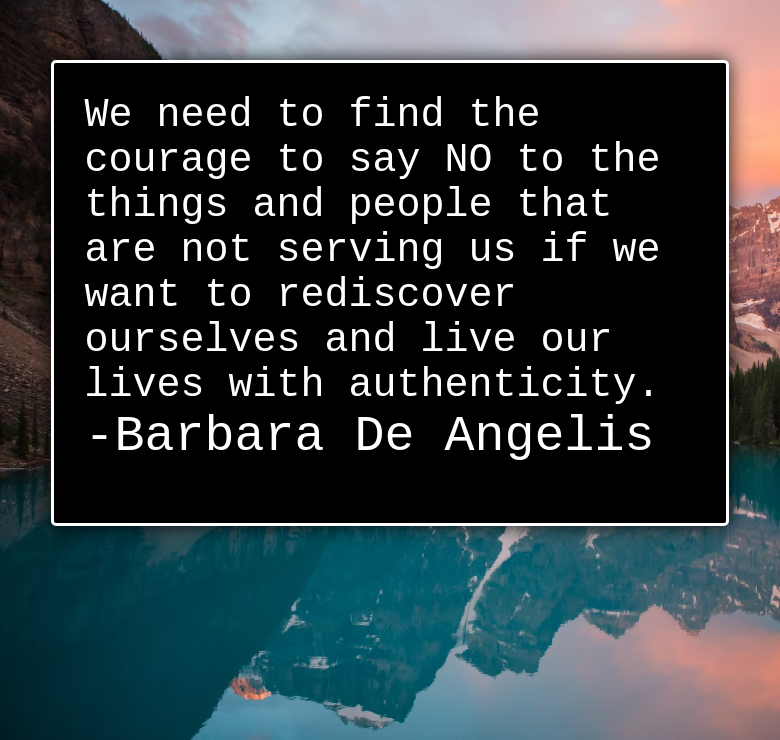 We need to find the
courage to say NO to the
things and people that
are not serving us if we
want to rediscover
ourselves and live our
lives with authenticity.
-Barbara De Angelis